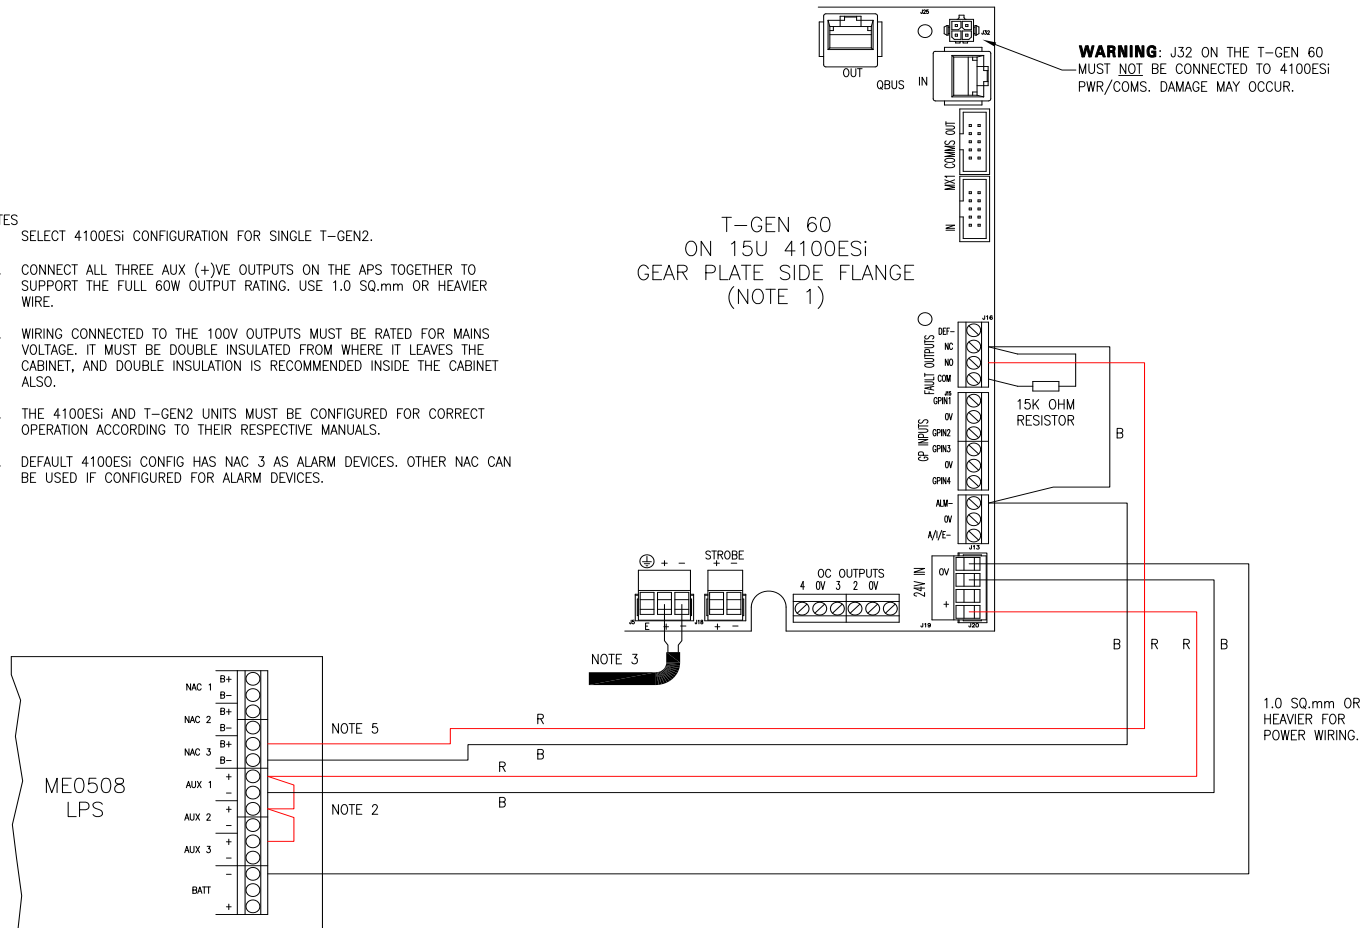 J25
J32
OUT
QBUS
IN
WARNING: J32 ON THE T-GEN 60
MUST NOT BE CONNECTED TO 4100ESi
PWR/COMS. DAMAGE MAY OCCUR.
MX1 COMMS OUT
IN
TES
SELECT 4100ESi CONFIGURATION FOR SINGLE T-GEN2.
CONNECT ALL THREE AUX (+)VE OUTPUTS ON THE APS TOGETHER TO
SUPPORT THE FULL 60W OUTPUT RATING. USE 1.0 SQ.mm OR HEAVIER
WIRE.
WIRING CONNECTED TO THE 100V OUTPUTS MUST BE RATED FOR MAINS
VOLTAGE. IT MUST BE DOUBLE INSULATED FROM WHERE IT LEAVES THE
CABINET, AND DOUBLE INSULATION IS RECOMMENDED INSIDE THE CABINET
ALSO.
THE 4100ESi AND T-GEN2 UNITS MUST BE CONFIGURED FOR CORRECT
OPERATION ACCORDING TO THEIR RESPECTIVE MANUALS.
DEFAULT 4100ESi CONFIG HAS NAC 3 AS ALARM DEVICES. OTHER NAC CAN
BE USED IF CONFIGURED FOR ALARM DEVICES.
T-GEN 60
ON 15U 4100ESi
GEAR PLATE SIDE FLANGE
(NOTE 1)
J16
FAULT OUTPUTS
DEF-
NC
NO
COM
15K OHM
RESISTOR
B
J15
GP INPUTS
GPIN1
0V
GPIN2
GPIN3
0V
GPIN4
ALM-
0V
A/I/E-
J13
24V IN
0V
+
J19
J20
+ -
STROBE
+ -
OC OUTPUTS
4 0V 3 2 0V
J5
E + -
J18
+ -
NOTE 3
B R R B
1.0 SQ.mm OR
HEAVIER FOR
POWER WIRING.
ME0508
LPS
NAC 1
B+
B-
NAC 2
B+
B-
NAC 3
B+
B-
AUX 1
+
-
AUX 2
+
-
AUX 3
+
-
BATT
-
+
NOTE 5
NOTE 2
R
B
R
B